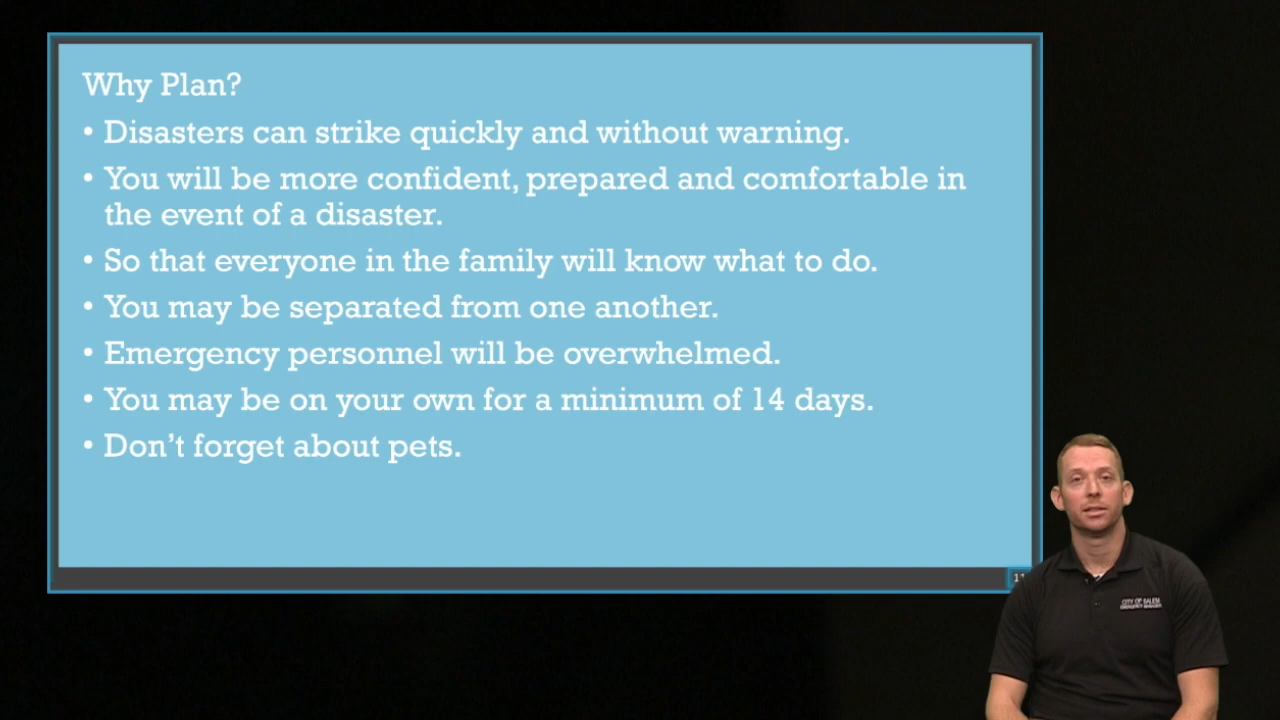 Why Plan?
• Disasters can strike quickly and without warning.
• You will be more confident, prepared and comfortable in
the event of a disaster.
• So that everyone in the family will know what to do.
• You may be separated from one another.
• Emergency personnel will be overwhelmed.
• You may be on your own for a minimum of 14 days.
• Don’t forget about pets.
CITY OF SALEM